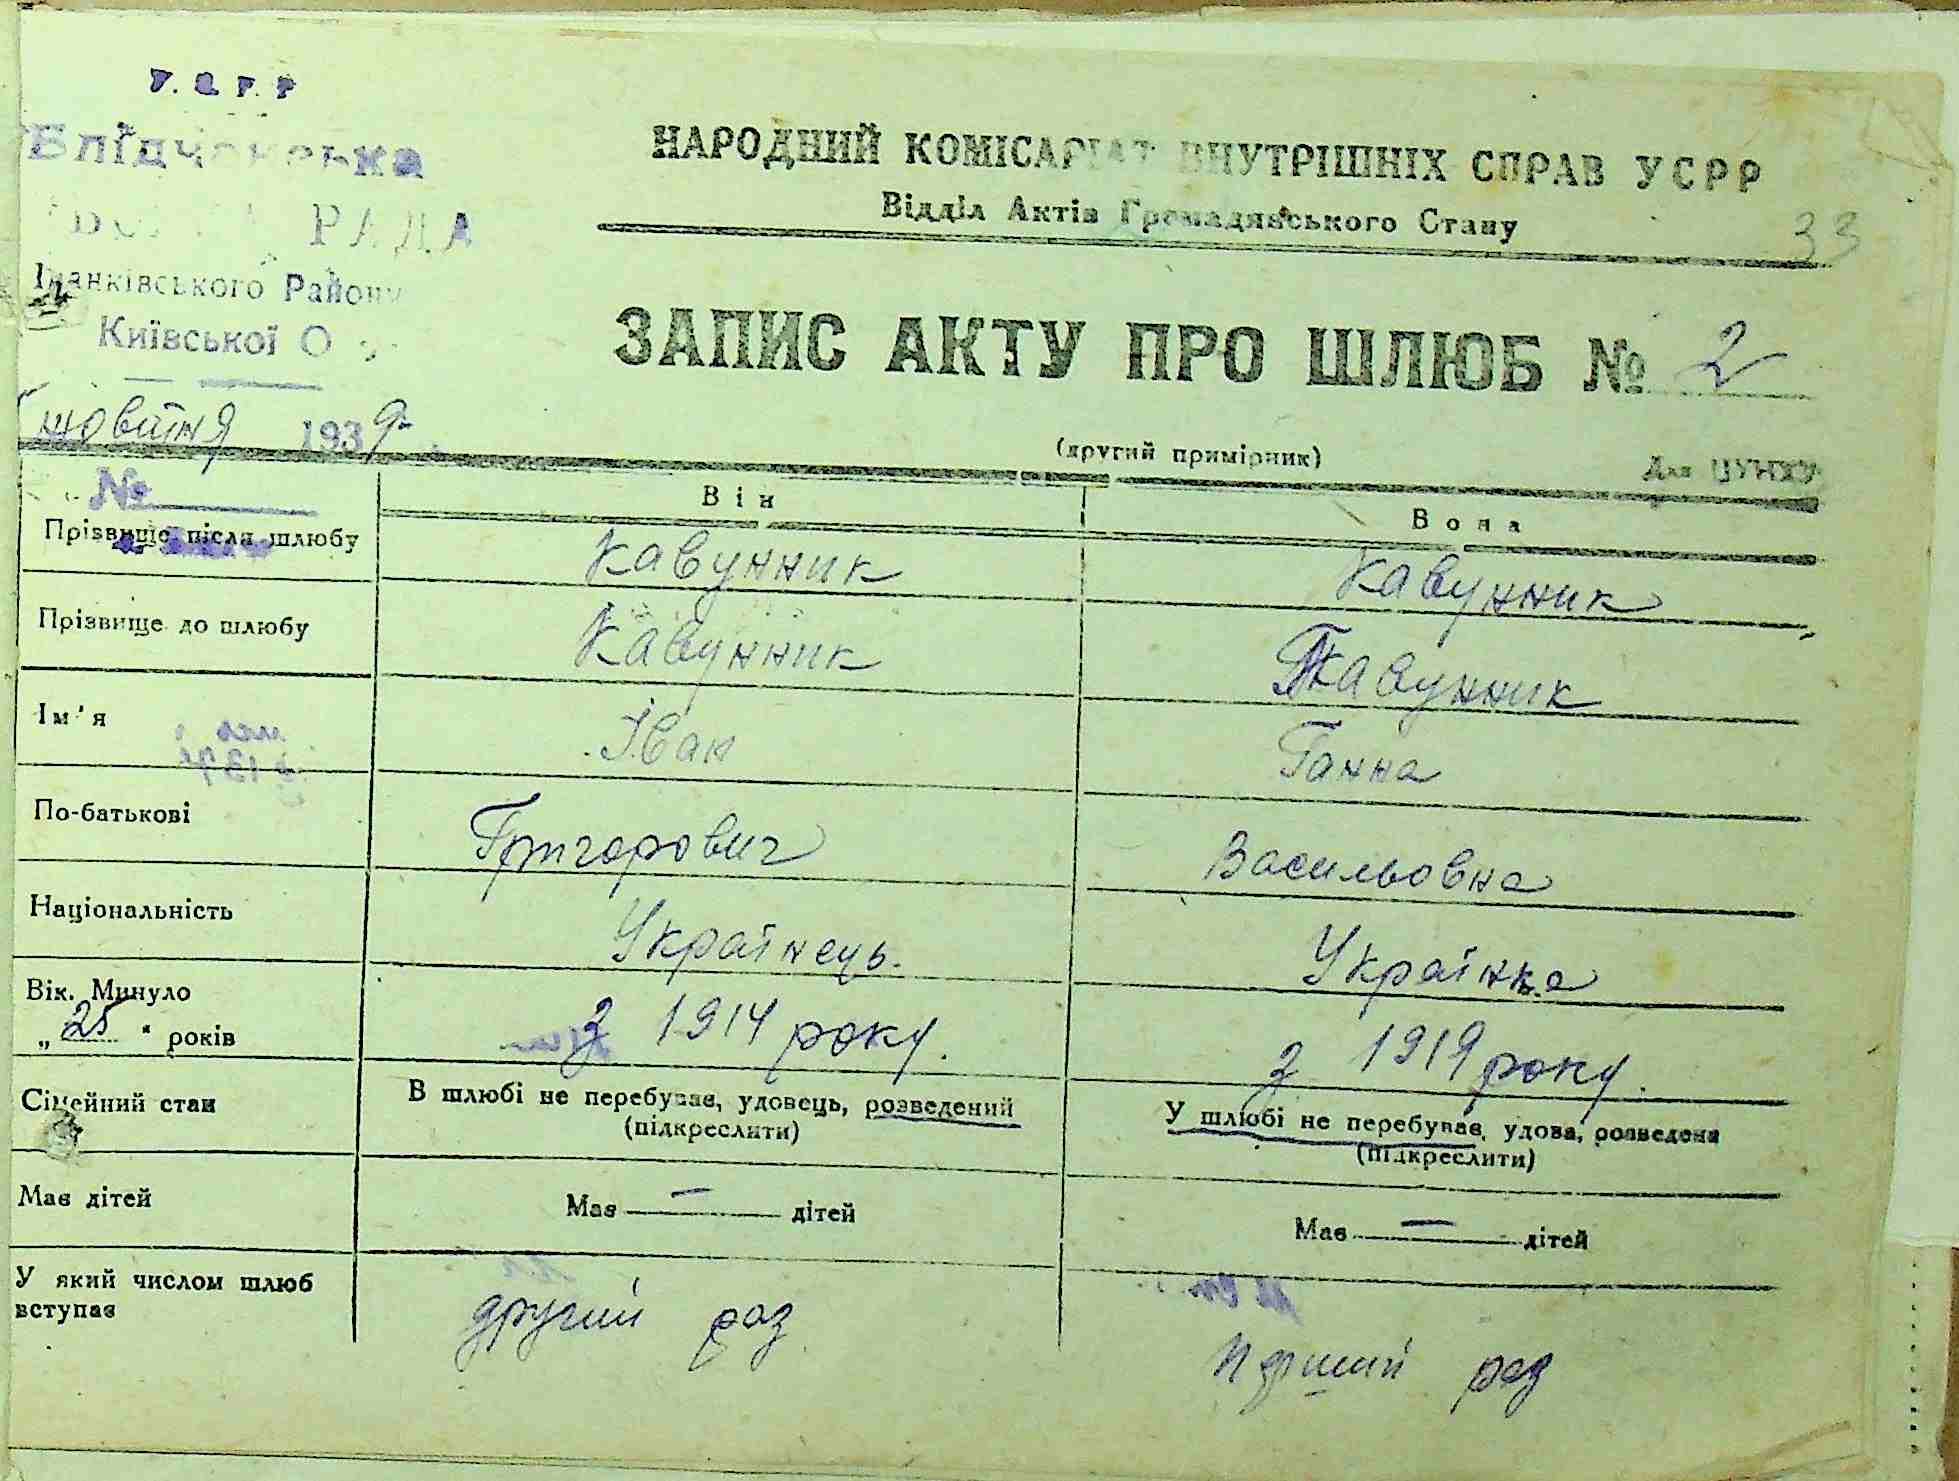 У. С. Р. Р
РАДА
Іванківського Району
Київської
НАРОДНИЙ КОМІСАРІАТ ВНУТРІШНІХ СПРАВ УСРР
Відділ Актів Громадянського Стану
33
ЗАПИС АКТУ ПРО ШЛЮБ № 2
жовтня 1939
(другий примірник)
Для ЦУНХУ
№
Він
Вона
Прізвище після шлюбу Кавунник Кавунник
Прізвище до шлюбу Кавунник Кавунник
Ім'я Іван Ганна
По-батькові Григорович Васильовна
Національність Українець. Українка
Вік. Минуло
„25" років з 1914 року. з 1919 року.
Сімейний стан В шлюбі не перебував, удовець, розведений У шлюбі не перебував, удова, розведена
(підкреслити) (підкреслити)
Має дітей Має — дітей Має — дітей
У який числом шлюб
вступає другий раз перший раз